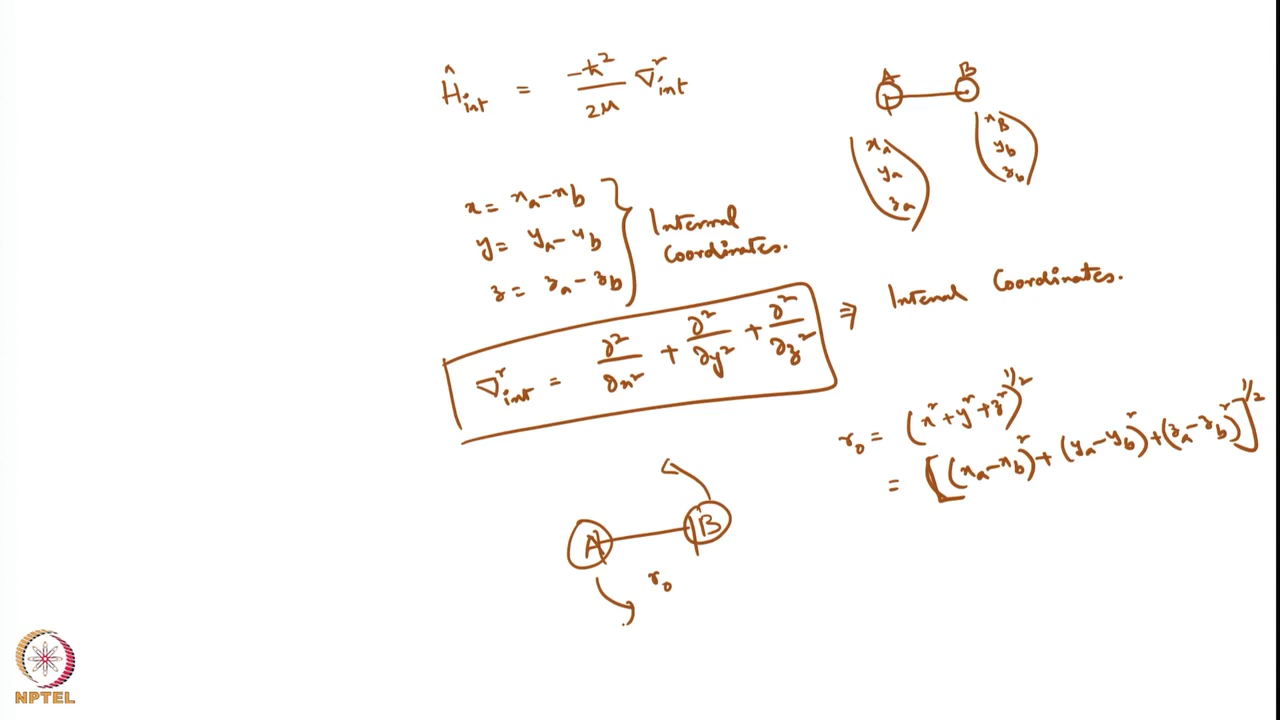 Ĥint = -ħ²/2μ ∇²int
A B
xa
ya
za
xB
yb
zb
x = xa-xb
y = ya-yb
z = za-zb
Internal
Coordinates.
∇²int = ∂²/∂x² + ∂²/∂y² + ∂²/∂z² ⇒ Internal Coordinates.
r₀ = (x²+y²+z²)^1/2
= [(xa-xb)²+(ya-yb)²+(za-zb)²]^1/2
A B
r₀
NPTEL